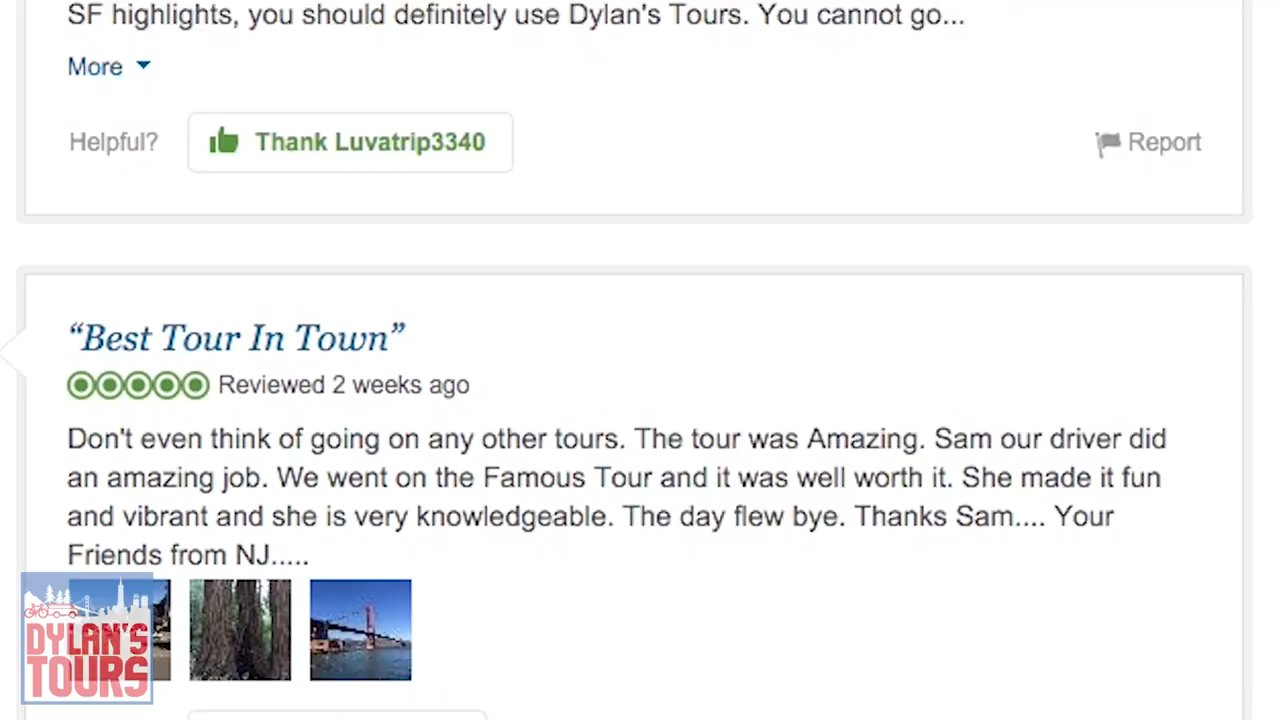 SF highlights, you should definitely use Dylan's Tours. You cannot go...
More
Helpful? Thank Luvatrip3340 Report
“Best Tour In Town”
Reviewed 2 weeks ago
Don't even think of going on any other tours. The tour was Amazing. Sam our driver did
an amazing job. We went on the Famous Tour and it was well worth it. She made it fun
and vibrant and she is very knowledgeable. The day flew bye. Thanks Sam.... Your
Friends from NJ.....
DYLAN'S
TOURS